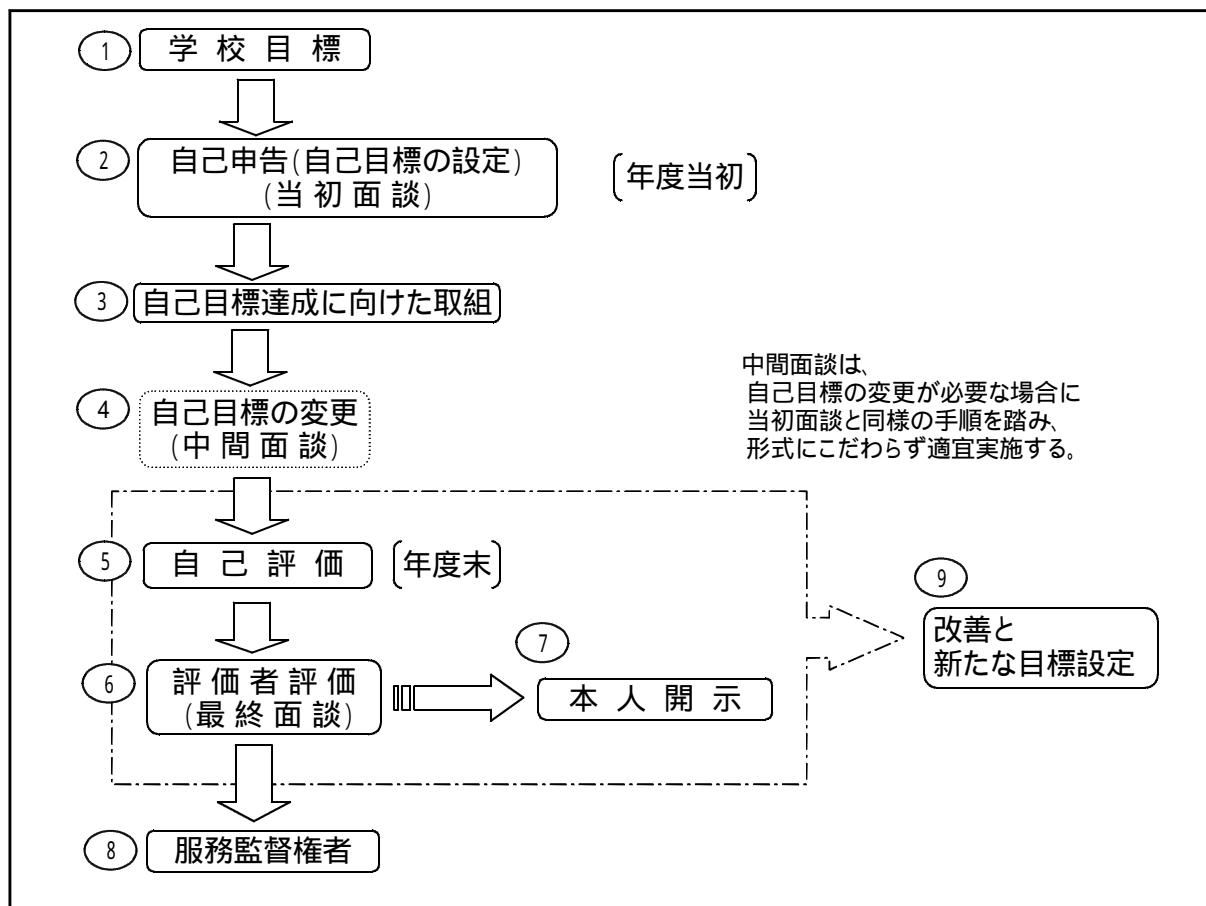 1 学校目標
2 自己申告(自己目標の設定)
(当初面談)
〔年度当初〕
3 自己目標達成に向けた取組
4 自己目標の変更
(中間面談)
中間面談は、
自己目標の変更が必要な場合に
当初面談と同様の手順を踏み、
形式にこだわらず適宜実施する。
5 自己評価 〔年度末〕
6 評価者評価
(最終面談)
7 本人開示
8 服務監督権者
9 改善と
新たな目標設定